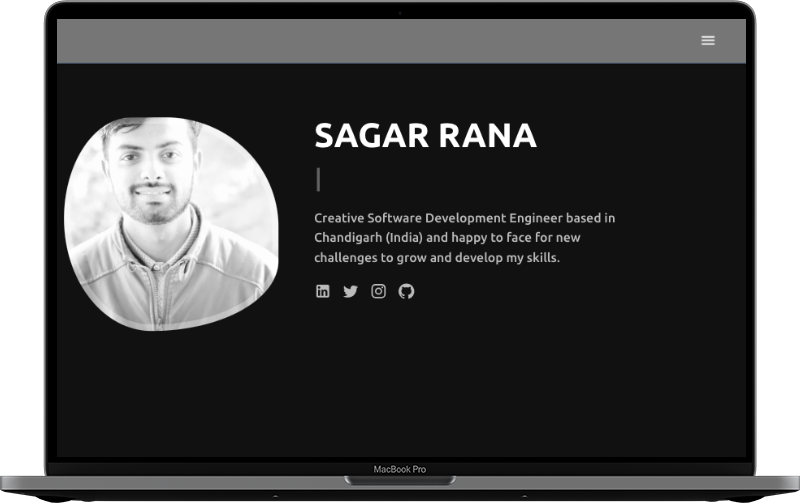 SAGAR RANA
Creative Software Development Engineer based in
Chandigarh (India) and happy to face for new
challenges to grow and develop my skills.
MacBook Pro